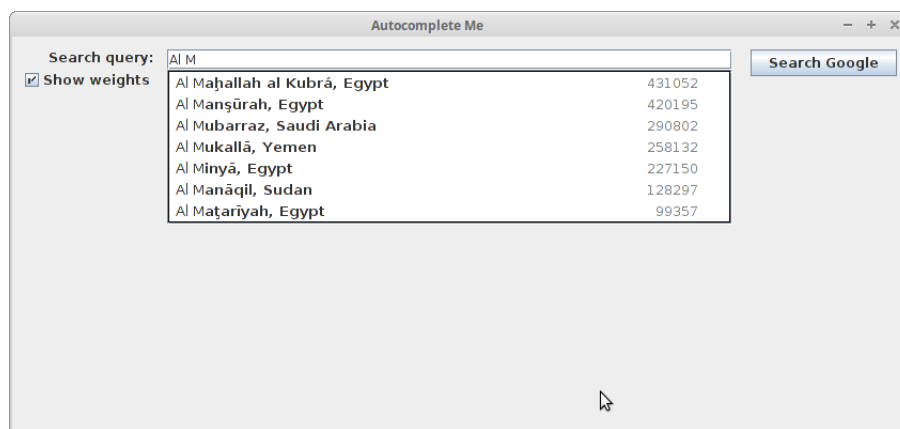 Autocomplete Me
Search query: Al M Search Google
Show weights
Al Maḩallah al Kubrá, Egypt 431052
Al Manşūrah, Egypt 420195
Al Mubarraz, Saudi Arabia 290802
Al Mukallā, Yemen 258132
Al Minyā, Egypt 227150
Al Manāqil, Sudan 128297
Al Maţarīyah, Egypt 99357